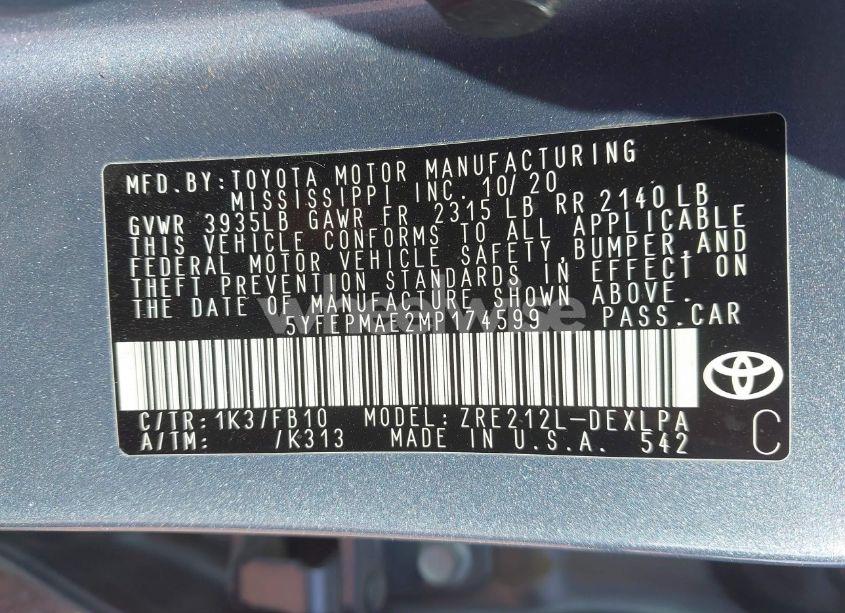 MFD. BY: TOYOTA MOTOR MANUFACTURING
MISSISSIPPI INC. 10/20
GVWR 3935LB GAWR FR 2315 LB RR 2140 LB
THIS VEHICLE CONFORMS TO ALL APPLICABLE
FEDERAL MOTOR VEHICLE SAFETY, BUMPER, AND
THEFT PREVENTION STANDARDS IN EFFECT ON
THE DATE OF MANUFACTURE SHOWN ABOVE.
5YFEPMAE2MP174599 PASS. CAR
wheelwise
C/TR: 1K3/FB10 MODEL: ZRE212L-DEXLPA
A/TM: /K313 MADE IN U.S.A. 542
C